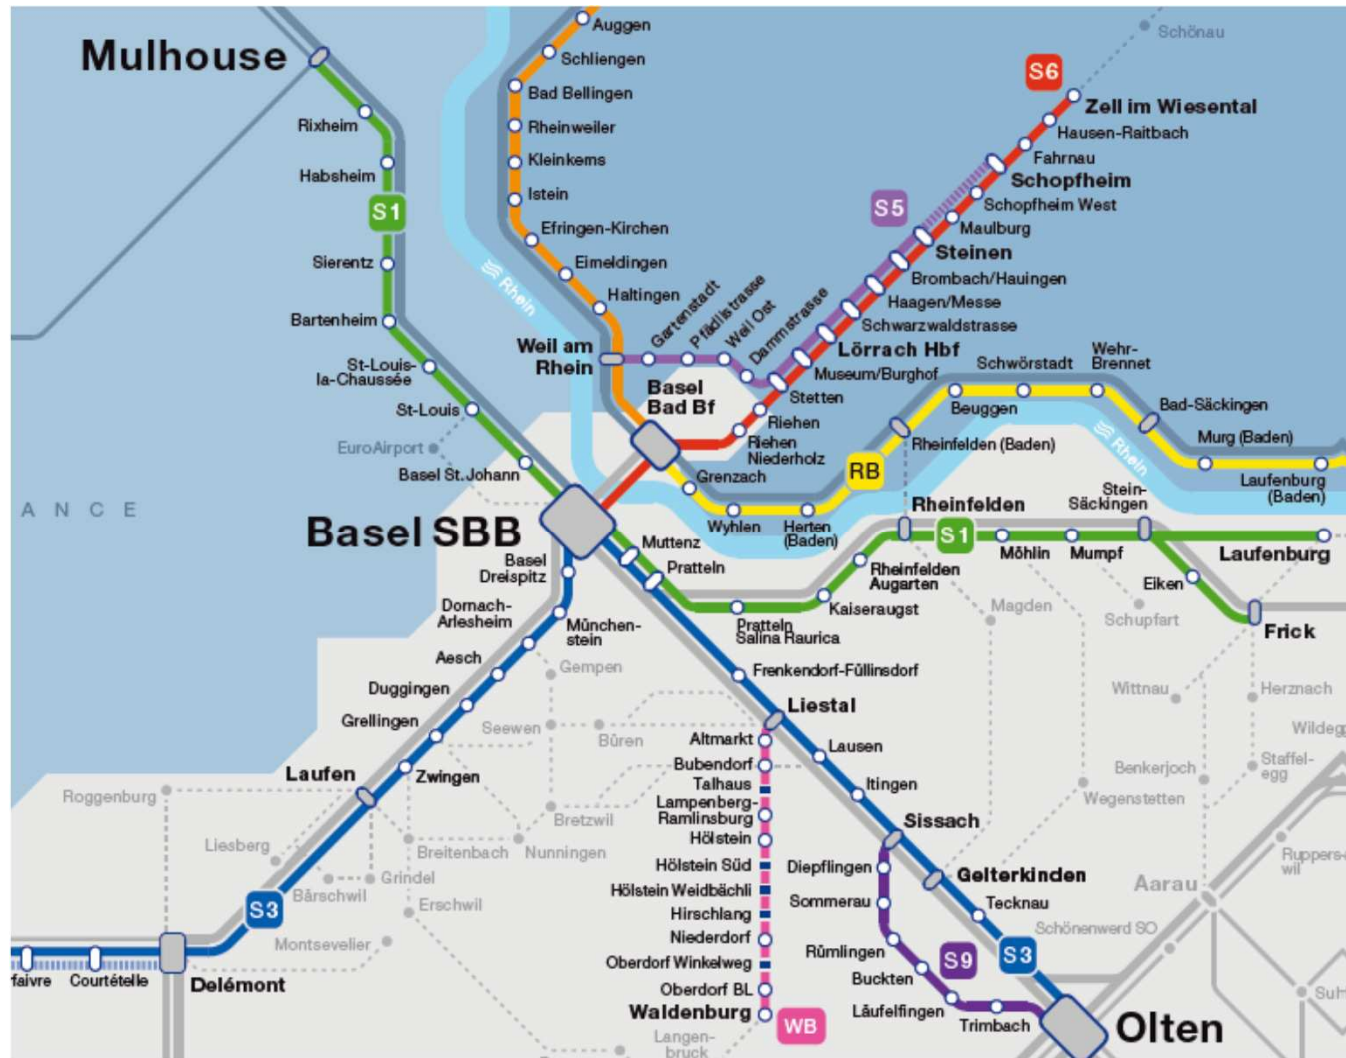 Auggen
Schliengen
Mulhouse
Schönau
S6
Bad Bellingen
Zell im Wiesental
Rixheim
Rheinweiler
Hausen-Raitbach
Kleinkems
Fahrnau
Habsheim
Schopfheim
Istein
S1
S5
Schopfheim West
Efringen-Kirchen
Maulburg
Steinen
Sierentz
Eimeldingen
Brombach/Hauingen
Rhein
Haltingen
Haagen/Messe
Bartenheim
Gartenstadt
Pfädlistrasse
Weil Ost
Dammstrasse
Schwarzwaldstrasse
Weil am
Rhein
Lörrach Hbf
Wehr-
Brennet
St-Louis-
la-Chaussée
Museum/Burghof
Schwörstadt
Basel
Bad Bf
Stetten
Beuggen
Bad-Säckingen
St-Louis
Riehen
Riehen
Niederholz
Rheinfelden (Baden)
Rhein
Murg (Baden)
EuroAirport
Basel St. Johann
Grenzach
RB
Laufenburg
(Baden)
Stein-
Säckingen
ANCE
Basel SBB
Wyhlen
Herten
(Baden)
Rheinfelden
S1
Muttenz
Möhlin
Mumpf
Laufenburg
Basel
Dreispitz
Pratteln
Rheinfelden
Augarten
Eiken
Dornach-
Arlesheim
München-
stein
Pratteln
Salina Raurica
Kaiseraugst
Magden
Schupfart
Frick
Aesch
Gempen
Frenkendorf-Füllinsdorf
Duggingen
Wittnau
Herznach
Grellingen
Seewen
Büren
Liestal
Altmarkt
Lausen
Wildegg
Laufen
Zwingen
Bubendorf
Staffel-
egg
Benkerjoch
Talhaus
Itingen
Roggenburg
Lampenberg-
Ramlinsburg
Wegenstetten
Bretzwil
Sissach
Liesberg
Breitenbach
Nunningen
Hölstein
Ruppers-
wil
Bärschwil
Grindel
Hölstein Süd
Diepflingen
Gelterkinden
Aarau
Hölstein Weidbächli
S3
Erschwil
Sommerau
Tecknau
Hirschlang
Schönenwerd SO
Montsevelier
Niederdorf
Rümlingen
S9
S3
Oberdorf Winkelweg
faivre
Courtételle
Delémont
Buckten
Oberdorf BL
Suh
Waldenburg
WB
Läufelfingen
Trimbach
Olten
Langen-
bruck